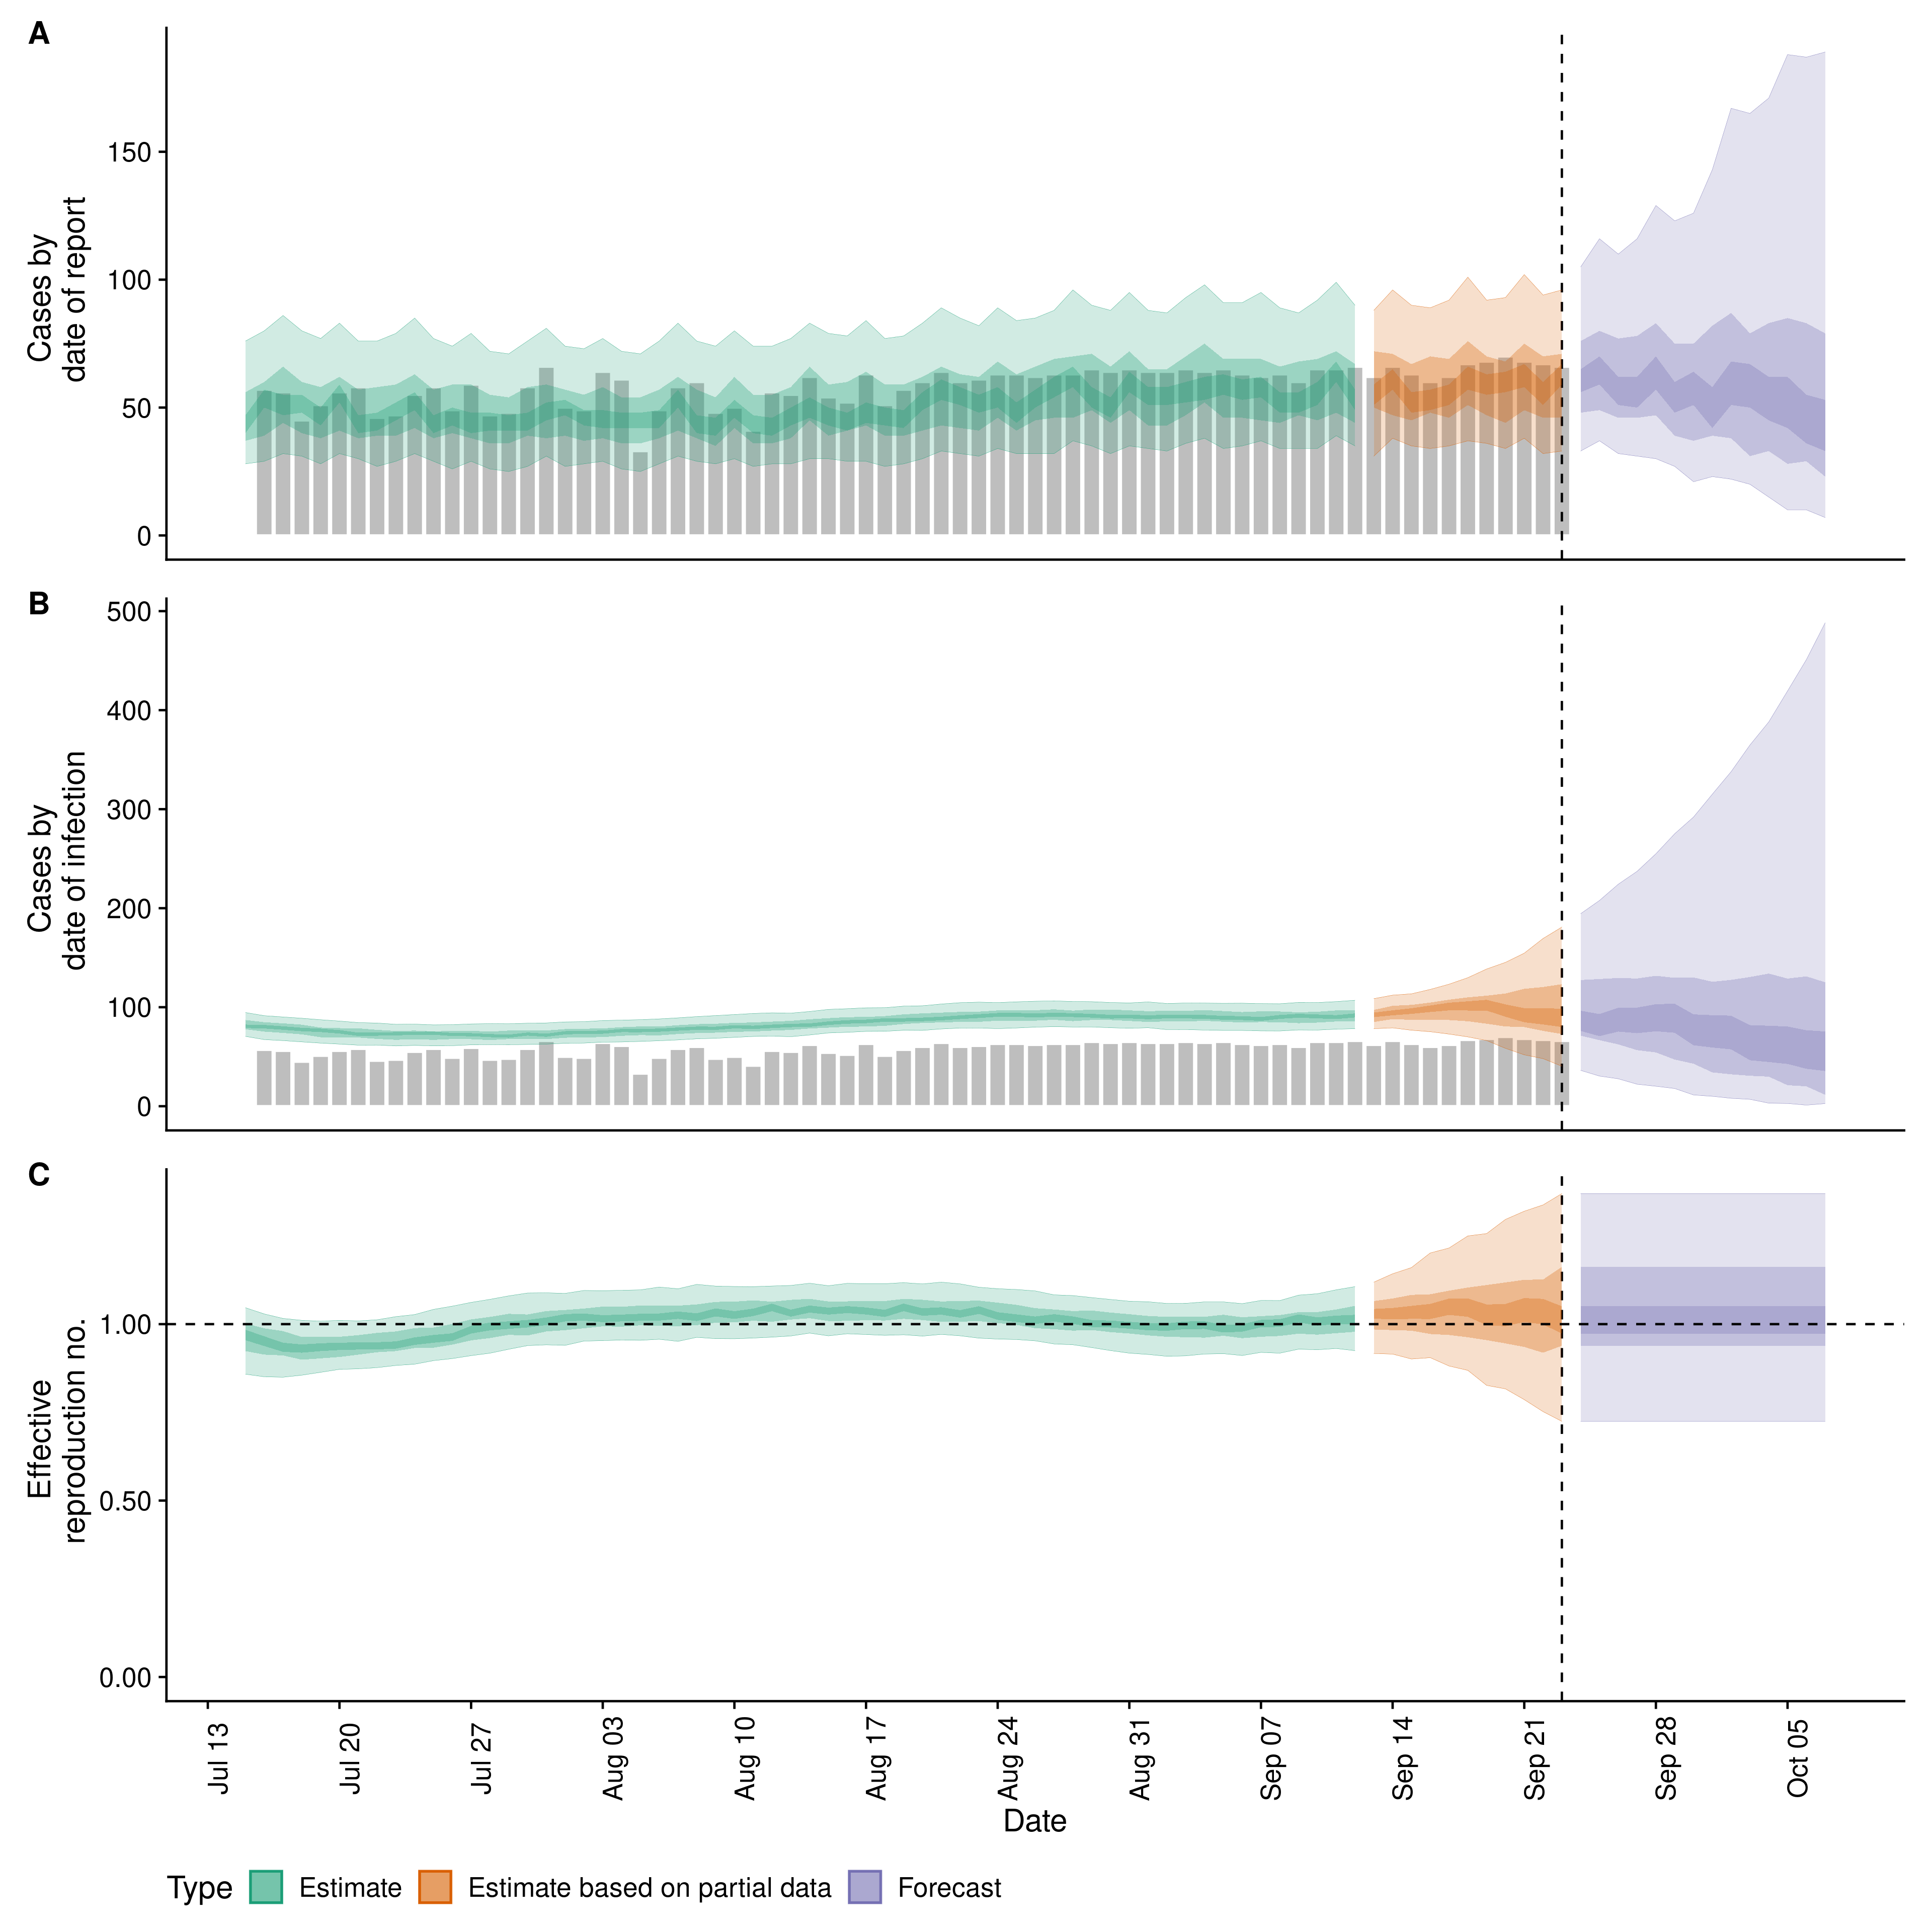 A
Cases by
date of report
150
100
50
0
B
Cases by
date of infection
500
400
300
200
100
0
C
Effective
reproduction no.
1.00
0.50
0.00
Jul 13
Jul 20
Jul 27
Aug 03
Aug 10
Aug 17
Aug 24
Aug 31
Sep 07
Sep 14
Sep 21
Sep 28
Oct 05
Date
Type Estimate Estimate based on partial data Forecast